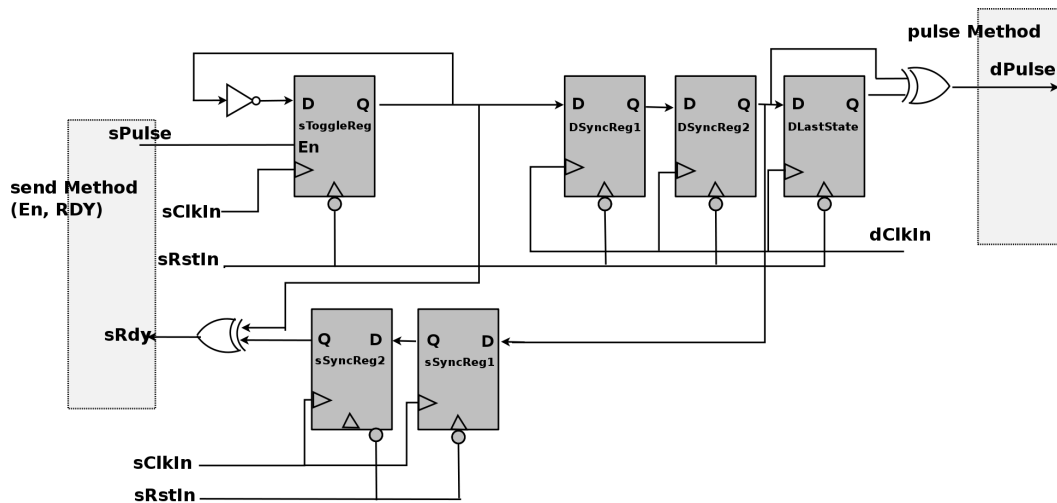 pulse Method
dPulse
D Q
sToggleReg
En
D Q
DSyncReg1
D Q
DSyncReg2
D Q
DLastState
sPulse
send Method
(En, RDY)
sClkIn
sRstIn
dClkIn
sRdy
Q D
sSyncReg2
Q D
sSyncReg1
sClkIn
sRstIn